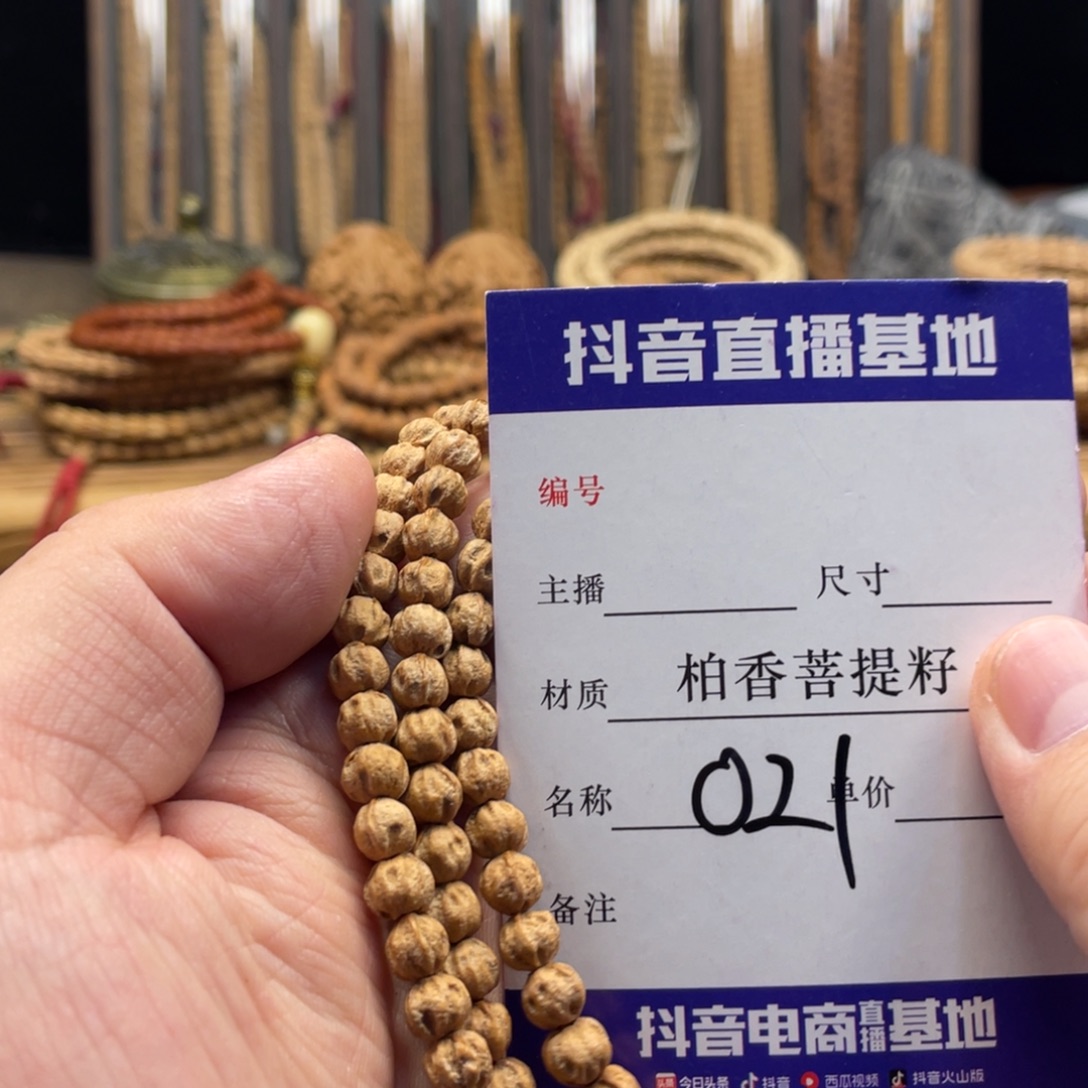 抖音直播基地
编号
主播 尺寸
材质 柏香菩提籽
名称 021 单价
备注
抖音电商直播基地
头条 今日头条 抖音 西瓜视频 抖音火山版